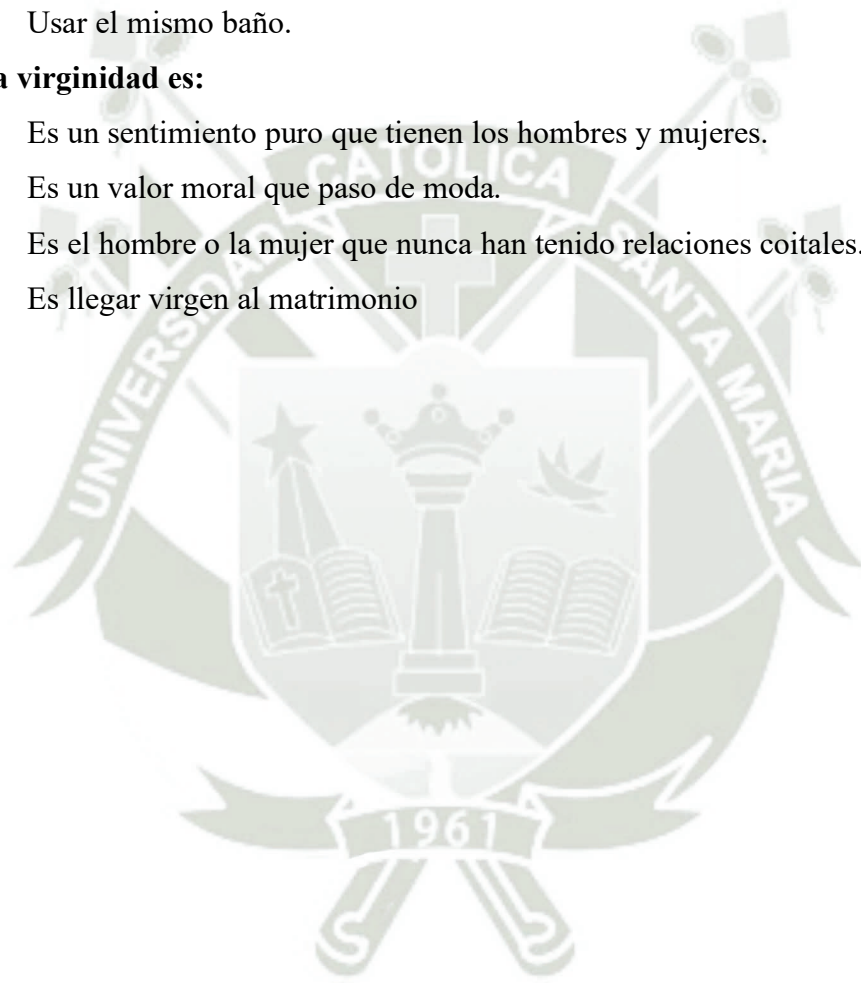 Usar el mismo baño.
a virginidad es:
Es un sentimiento puro que tienen los hombres y mujeres.
Es un valor moral que paso de moda.
Es el hombre o la mujer que nunca han tenido relaciones coitales.
Es llegar virgen al matrimonio
UNIVERSIDAD CATOLICA SANTA MARIA
1961